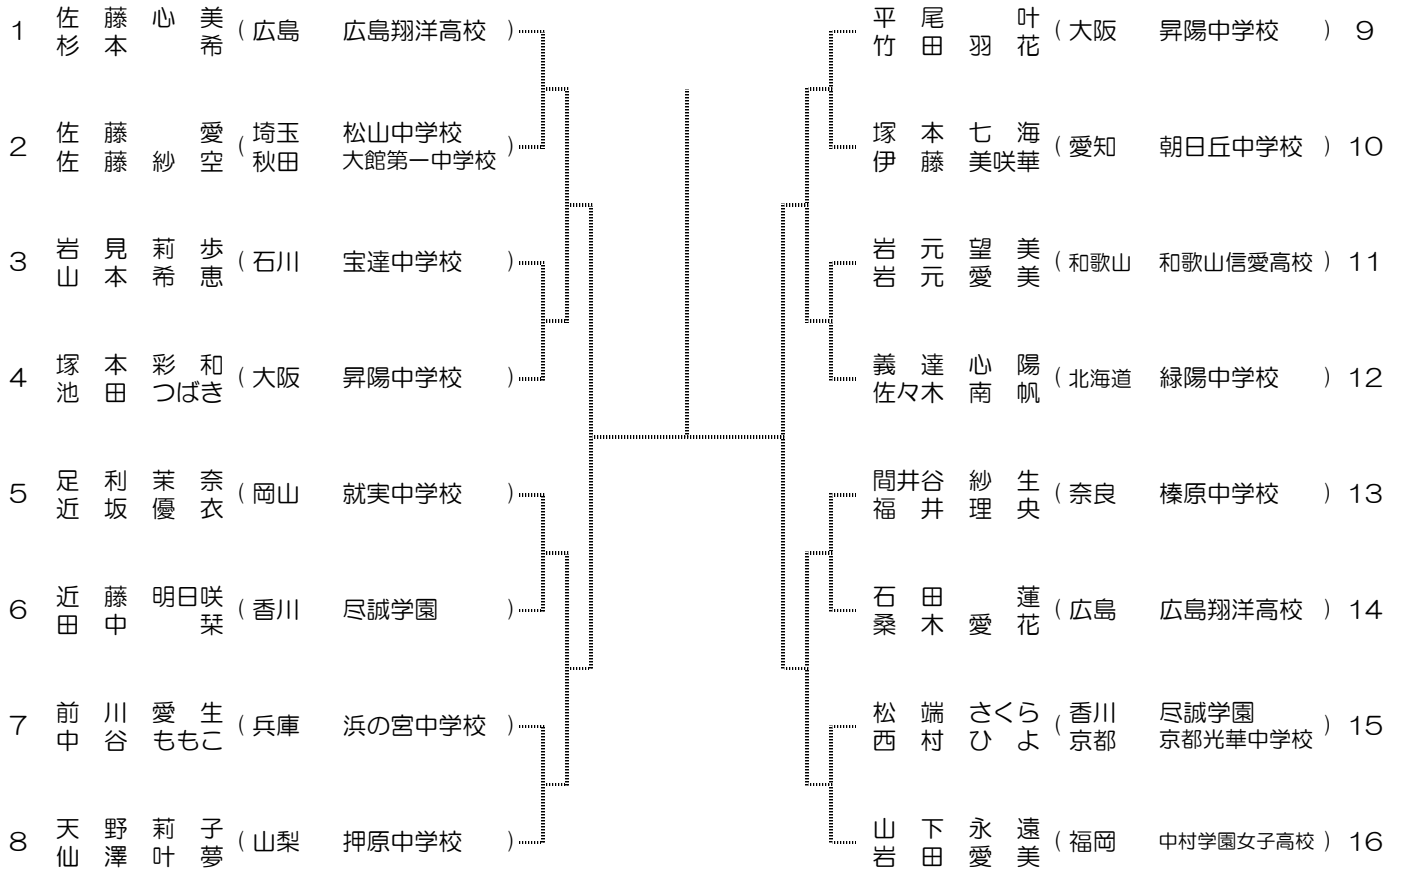 1 佐藤心美 (広島 広島翔洋高校)
杉本希
2 佐藤愛 (埼玉 松山中学校
佐藤紗空 秋田 大館第一中学校)
3 岩見莉歩 (石川 宝達中学校)
山本希恵
4 塚本彩和 (大阪 昇陽中学校)
池田つばき
5 足利茉奈 (岡山 就実中学校)
近坂優衣
6 近藤明日咲 (香川 尽誠学園)
田中栞
7 前川愛生 (兵庫 浜の宮中学校)
中谷ももこ
8 天野莉子 (山梨 押原中学校)
仙澤叶夢
平尾叶 (大阪 昇陽中学校) 9
竹田羽花
塚本七海 (愛知 朝日丘中学校) 10
伊藤美咲華
岩元望美 (和歌山 和歌山信愛高校) 11
岩元愛美
義達心陽 (北海道 緑陽中学校) 12
佐々木南帆
間井谷紗生 (奈良 榛原中学校) 13
福井理央
石田蓮 (広島 広島翔洋高校) 14
桑木愛花
松端さくら (香川 尽誠学園
西村ひよ 京都 京都光華中学校) 15
山下永遠 (福岡 中村学園女子高校) 16
岩田愛美